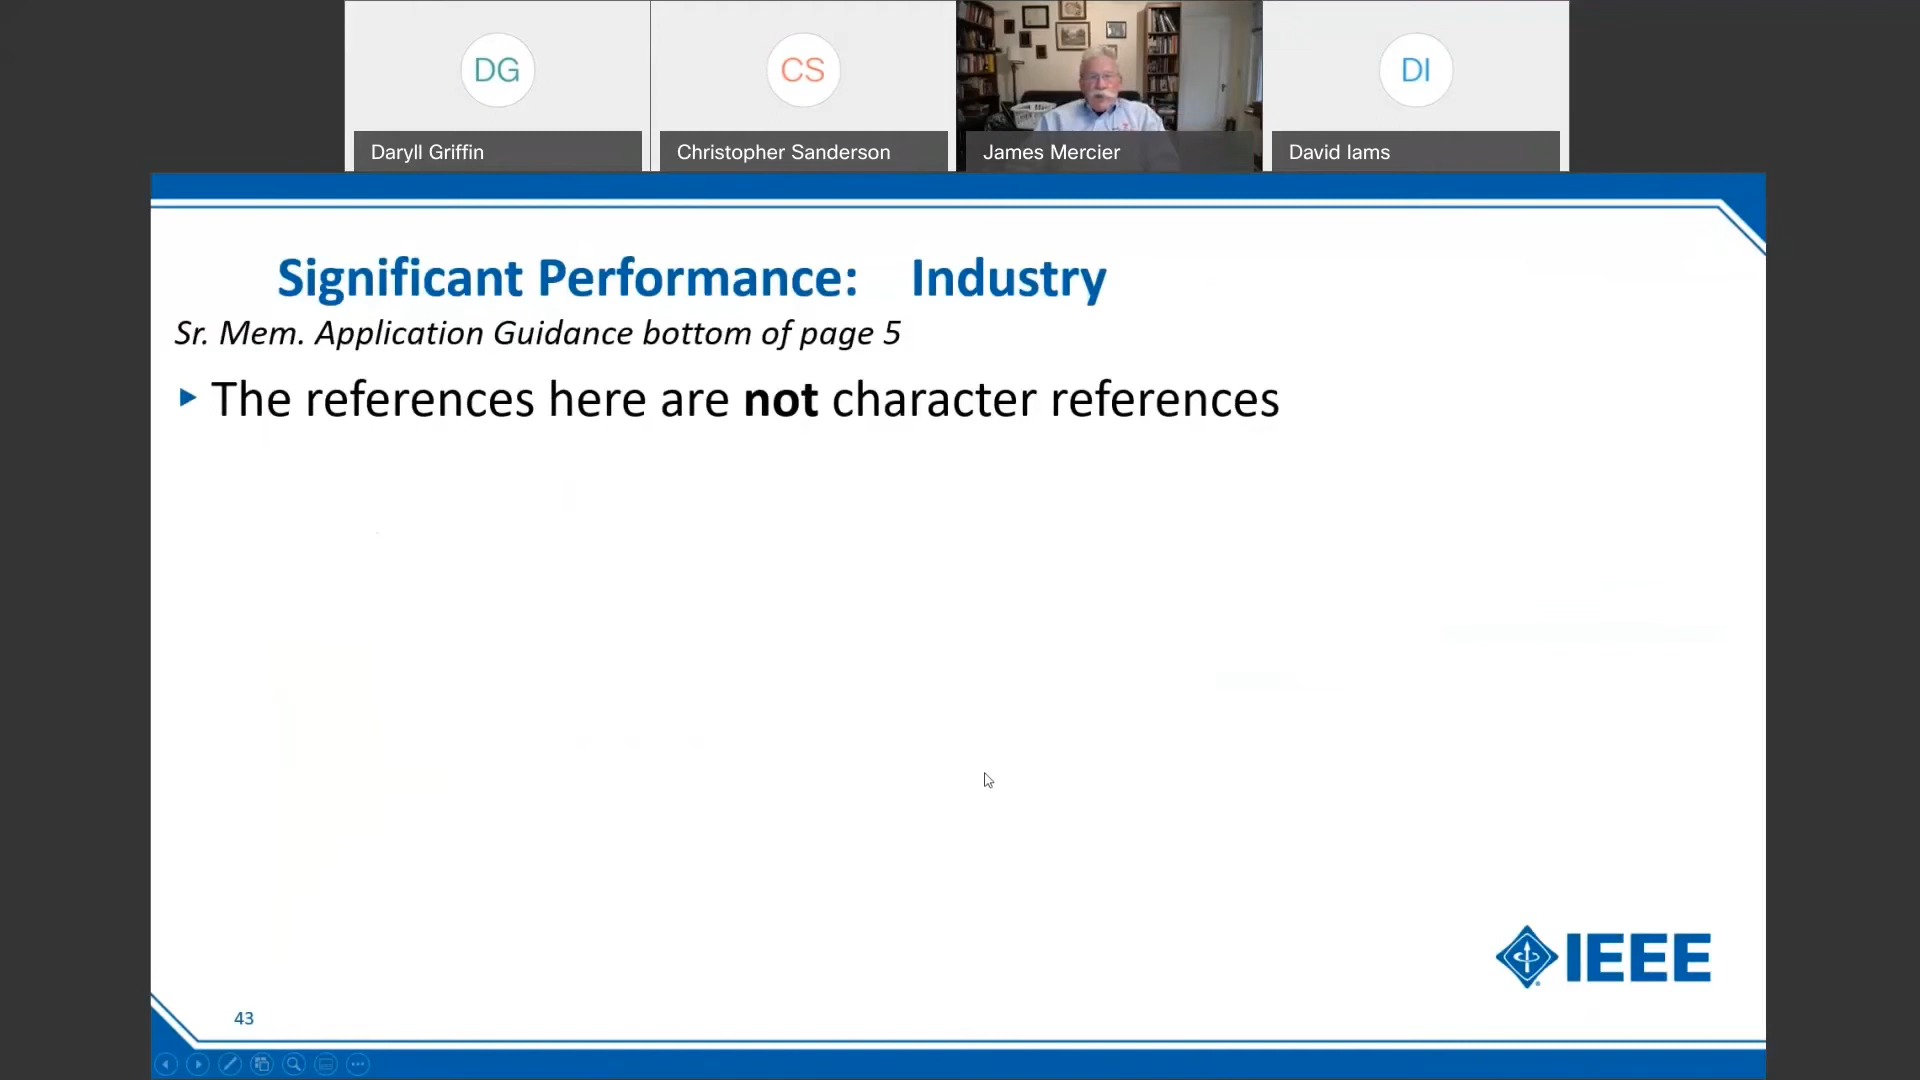 DG
CS
DI
Daryll Griffin
Christopher Sanderson
James Mercier
David Iams
Significant Performance: Industry
Sr. Mem. Application Guidance bottom of page 5
The references here are not character references
IEEE
43